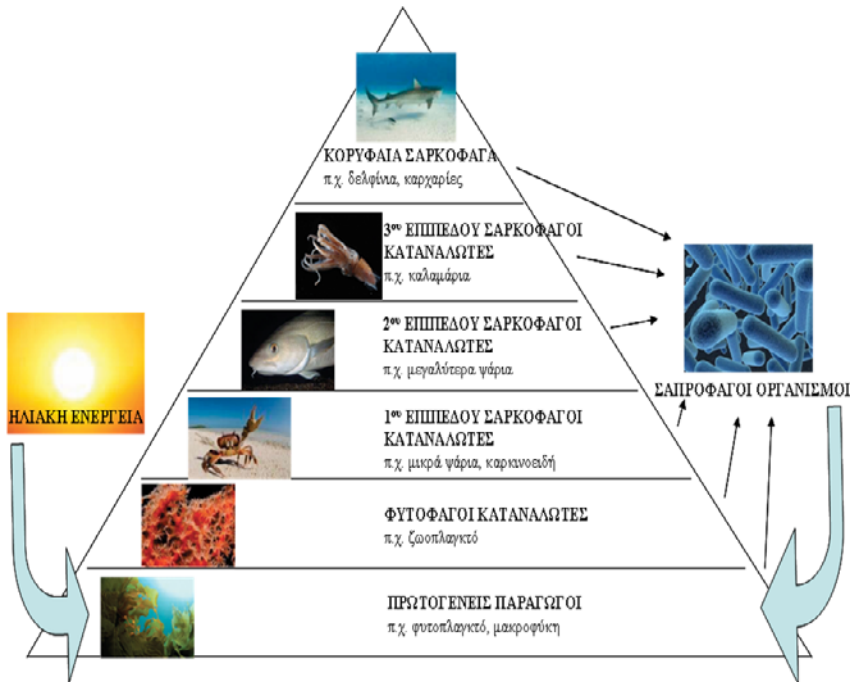 ΚΟΡΥΦΑΙΑ ΣΑΡΚΟΦΑΓΑ
π.χ. δελφίνια, καρχαρίες
3ου ΕΠΙΠΕΔΟΥ ΣΑΡΚΟΦΑΓΟΙ
ΚΑΤΑΝΑΛΩΤΕΣ
π.χ. καλαμάρια
2ου ΕΠΙΠΕΔΟΥ ΣΑΡΚΟΦΑΓΟΙ
ΚΑΤΑΝΑΛΩΤΕΣ
π.χ. μεγαλύτερα ψάρια
ΣΑΠΡΟΦΑΓΟΙ ΟΡΓΑΝΙΣΜΟΙ
ΗΛΙΑΚΗ ΕΝΕΡΓΕΙΑ
1ου ΕΠΙΠΕΔΟΥ ΣΑΡΚΟΦΑΓΟΙ
ΚΑΤΑΝΑΛΩΤΕΣ
π.χ. μικρά ψάρια, καρκινοειδή
ΦΥΤΟΦΑΓΟΙ ΚΑΤΑΝΑΛΩΤΕΣ
π.χ. ζωοπλαγκτό
ΠΡΩΤΟΓΕΝΕΙΣ ΠΑΡΑΓΩΓΟΙ
π.χ. φυτοπλαγκτό, μακροφύκη